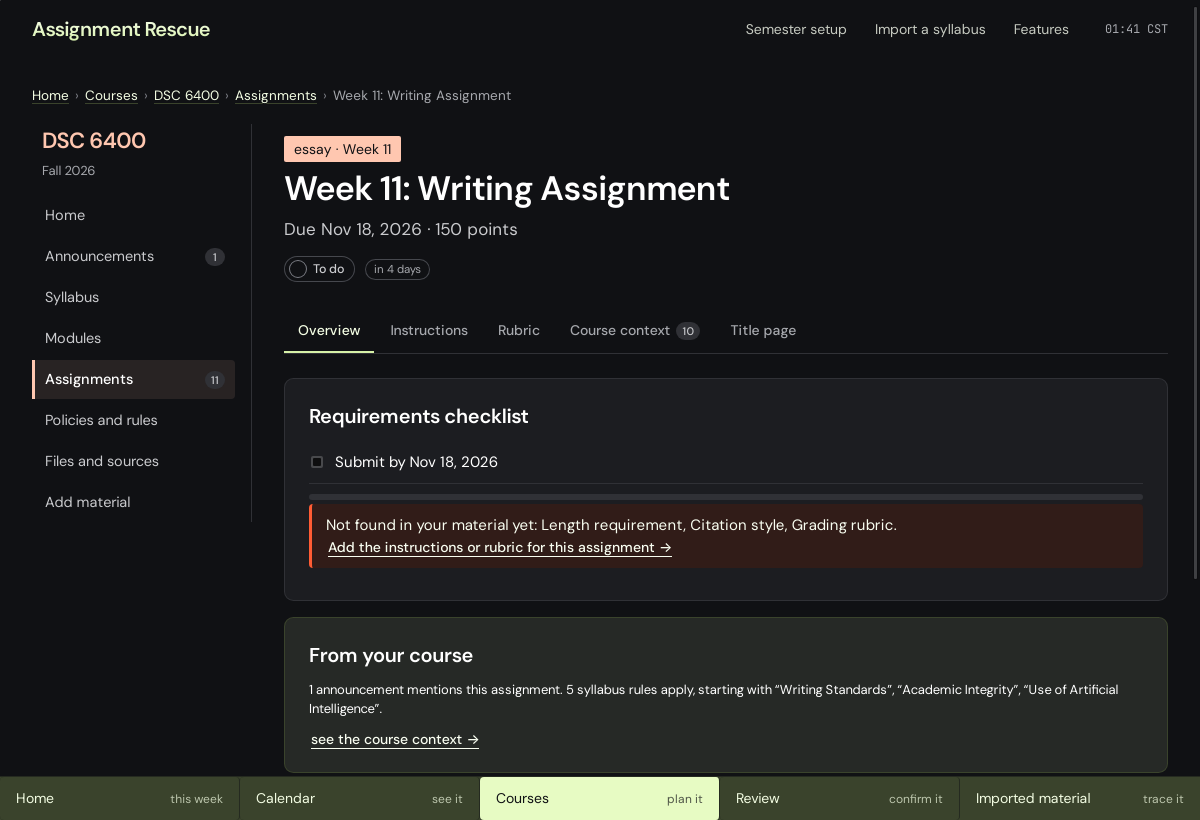 Assignment Rescue
Semester setup
Import a syllabus
Features
01:41 CST
Home › Courses › DSC 6400 › Assignments › Week 11: Writing Assignment
DSC 6400
Fall 2026
Home
Announcements 1
Syllabus
Modules
Assignments 11
Policies and rules
Files and sources
Add material
essay · Week 11
Week 11: Writing Assignment
Due Nov 18, 2026 · 150 points
To do
in 4 days
Overview
Instructions
Rubric
Course context 10
Title page
Requirements checklist
Submit by Nov 18, 2026
Not found in your material yet: Length requirement, Citation style, Grading rubric.
Add the instructions or rubric for this assignment →
From your course
1 announcement mentions this assignment. 5 syllabus rules apply, starting with “Writing Standards”, “Academic Integrity”, “Use of Artificial
Intelligence”.
see the course context →
Home this week
Calendar see it
Courses plan it
Review confirm it
Imported material trace it